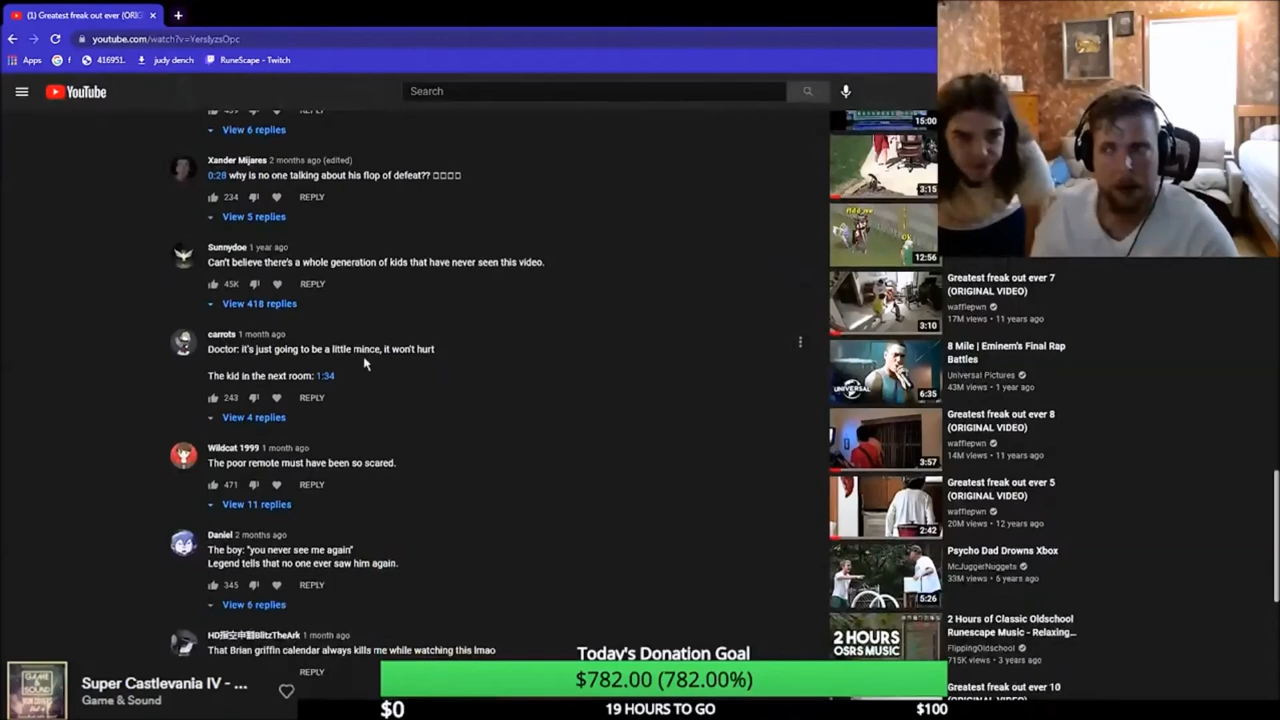 (1) Greatest freak out ever (ORIG
youtube.com/watch?v=YersIyzsOpc
Apps
f
416951.
judy dench
RuneScape - Twitch
YouTube
Search
View 6 replies
Xander Mijares 2 months ago (edited)
0:28 why is no one talking about his flop of defeat?? □□□□
234
REPLY
View 5 replies
Sunnydoe 1 year ago
Can't believe there's a whole generation of kids that have never seen this video.
45K
REPLY
View 418 replies
carrots 1 month ago
Doctor: it's just going to be a little mince, it won't hurt
The kid in the next room: 1:34
243
REPLY
View 4 replies
Wildcat 1999 1 month ago
The poor remote must have been so scared.
471
REPLY
View 11 replies
Daniel 2 months ago
The boy: "you never see me again"
Legend tells that no one ever saw him again.
345
REPLY
View 6 replies
1 month ago
That Brian griffin calendar always kills me while watching this lmao
REPLY
15:00
3:15
12:56
3:10
Greatest freak out ever 7
(ORIGINAL VIDEO)
wafflepwn
17M views • 11 years ago
UNIVERSAL
6:35
8 Mile | Eminem's Final Rap
Battles
Universal Pictures
43M views • 1 year ago
3:57
Greatest freak out ever 8
(ORIGINAL VIDEO)
wafflepwn
14M views • 11 years ago
2:42
Greatest freak out ever 5
(ORIGINAL VIDEO)
wafflepwn
20M views • 12 years ago
5:26
Psycho Dad Drowns Xbox
McJuggerNuggets
33M views • 6 years ago
2 HOURS
OSRS MUSIC
2 Hours of Classic Oldschool
Runescape Music - Relaxing...
FlippingOldschool
715K views • 3 years ago
Greatest freak out ever 10
GAME &
SOUND
Super Castlevania IV - ...
Game & Sound
Today's Donation Goal
$782.00 (782.00%)
$0
19 HOURS TO GO
$100